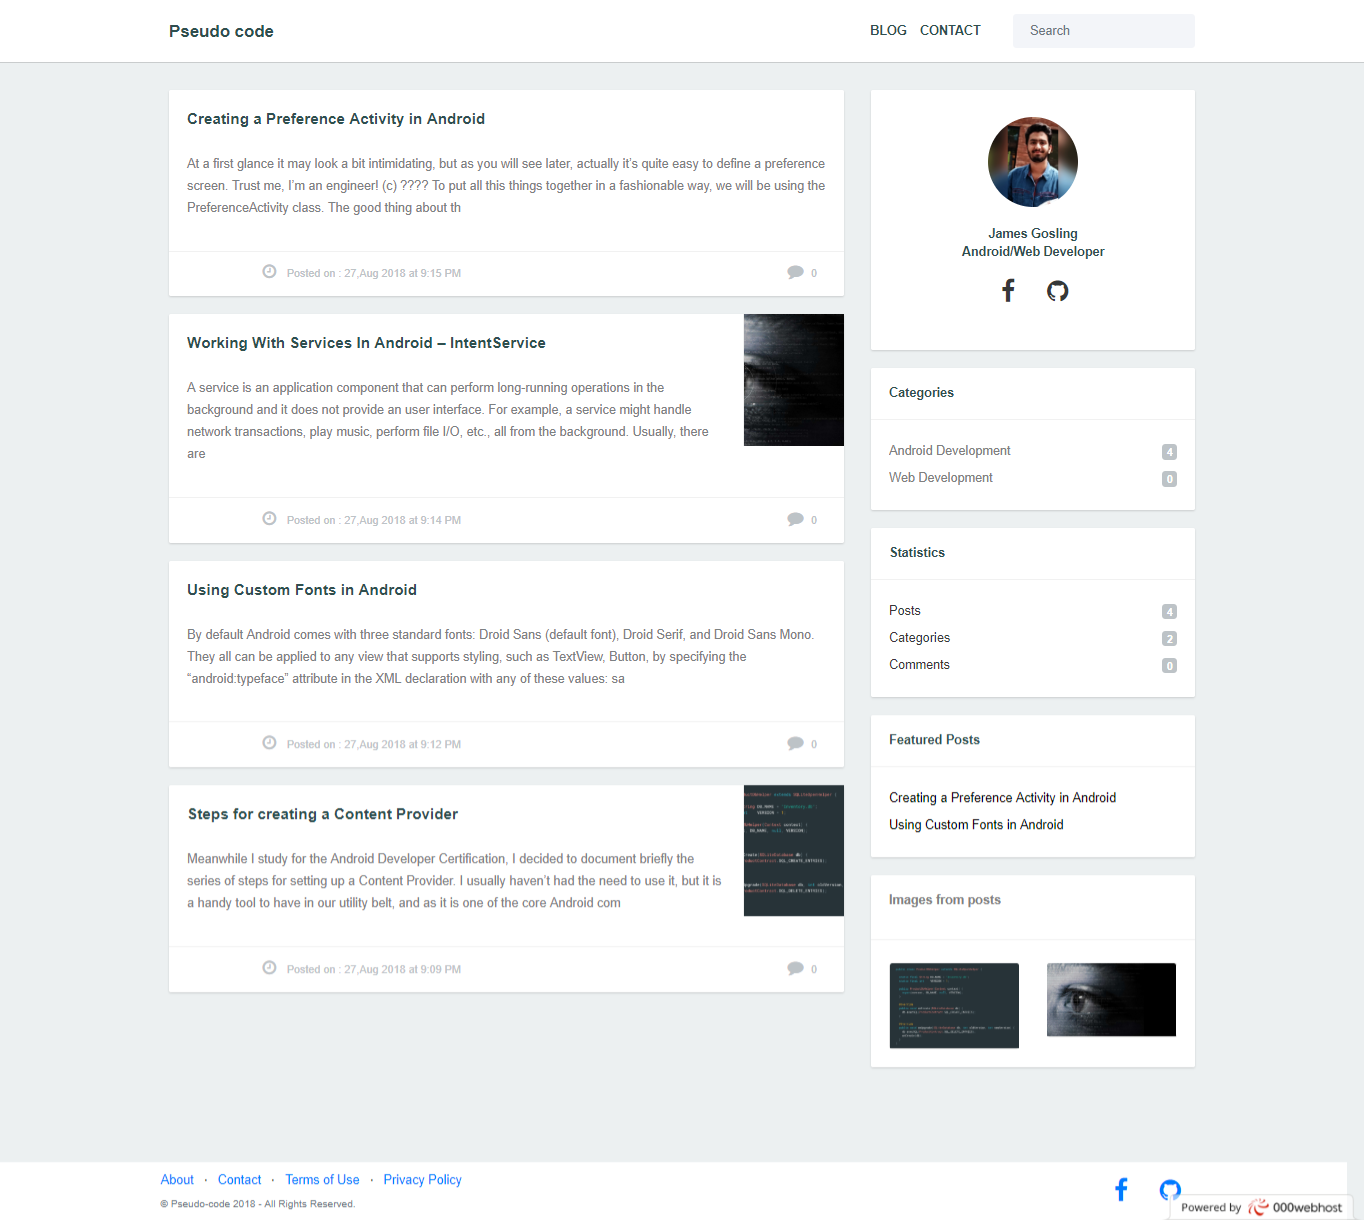 Pseudo code
BLOG CONTACT Search
Creating a Preference Activity in Android
At a first glance it may look a bit intimidating, but as you will see later, actually it's quite easy to define a preference
screen. Trust me, I'm an engineer! (c) ???? To put all this things together in a fashionable way, we will be using the
PreferenceActivity class. The good thing about th
Posted on : 27,Aug 2018 at 9:15 PM 0
Working With Services In Android – IntentService
A service is an application component that can perform long-running operations in the
background and it does not provide an user interface. For example, a service might handle
network transactions, play music, perform file I/O, etc., all from the background. Usually, there
are
Posted on : 27,Aug 2018 at 9:14 PM 0
Using Custom Fonts in Android
By default Android comes with three standard fonts: Droid Sans (default font), Droid Serif, and Droid Sans Mono.
They all can be applied to any view that supports styling, such as TextView, Button, by specifying the
“android:typeface” attribute in the XML declaration with any of these values: sa
Posted on : 27,Aug 2018 at 9:12 PM 0
Steps for creating a Content Provider
Meanwhile I study for the Android Developer Certification, I decided to document briefly the
series of steps for setting up a Content Provider. I usually haven't had the need to use it, but it is
a handy tool to have in our utility belt, and as it is one of the core Android com
Posted on : 27,Aug 2018 at 9:09 PM 0
James Gosling
Android/Web Developer
Categories
Android Development 4
Web Development 0
Statistics
Posts 4
Categories 2
Comments 0
Featured Posts
Creating a Preference Activity in Android
Using Custom Fonts in Android
Images from posts
About · Contact · Terms of Use · Privacy Policy
© Pseudo-code 2018 - All Rights Reserved.
Powered by 000webhost